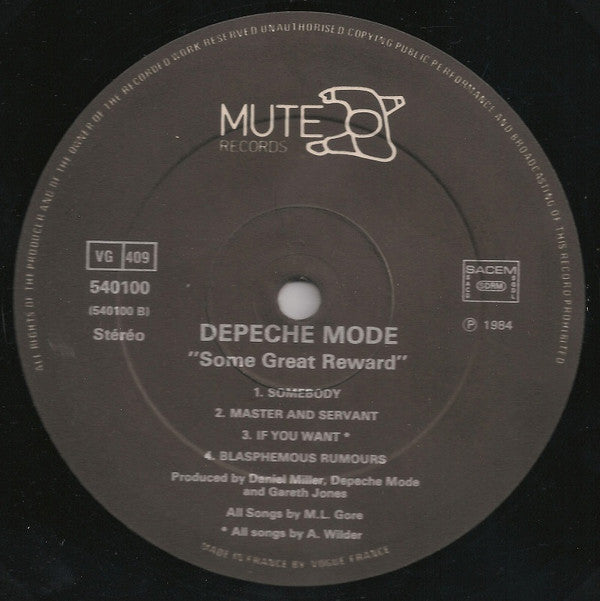 ALL RIGHTS OF THE PRODUCER AND OF THE OWNER OF THE RECORDED WORK RESERVED UNAUTHORISED COPYING PUBLIC PERFORMANCE AND BROADCASTING OF THIS RECORD PROHIBITED
MUTE
RECORDS
VG 409
540100
(540100 B)
Stéréo
SACEM
SACD SDRM SGDL
℗ 1984
DEPECHE MODE
"Some Great Reward"
1. SOMEBODY
2. MASTER AND SERVANT
3. IF YOU WANT *
4. BLASPHEMOUS RUMOURS
Produced by Daniel Miller, Depeche Mode
and Gareth Jones
All Songs by M.L. Gore
* All songs by A. Wilder
MADE IN FRANCE BY VOGUE FRANCE